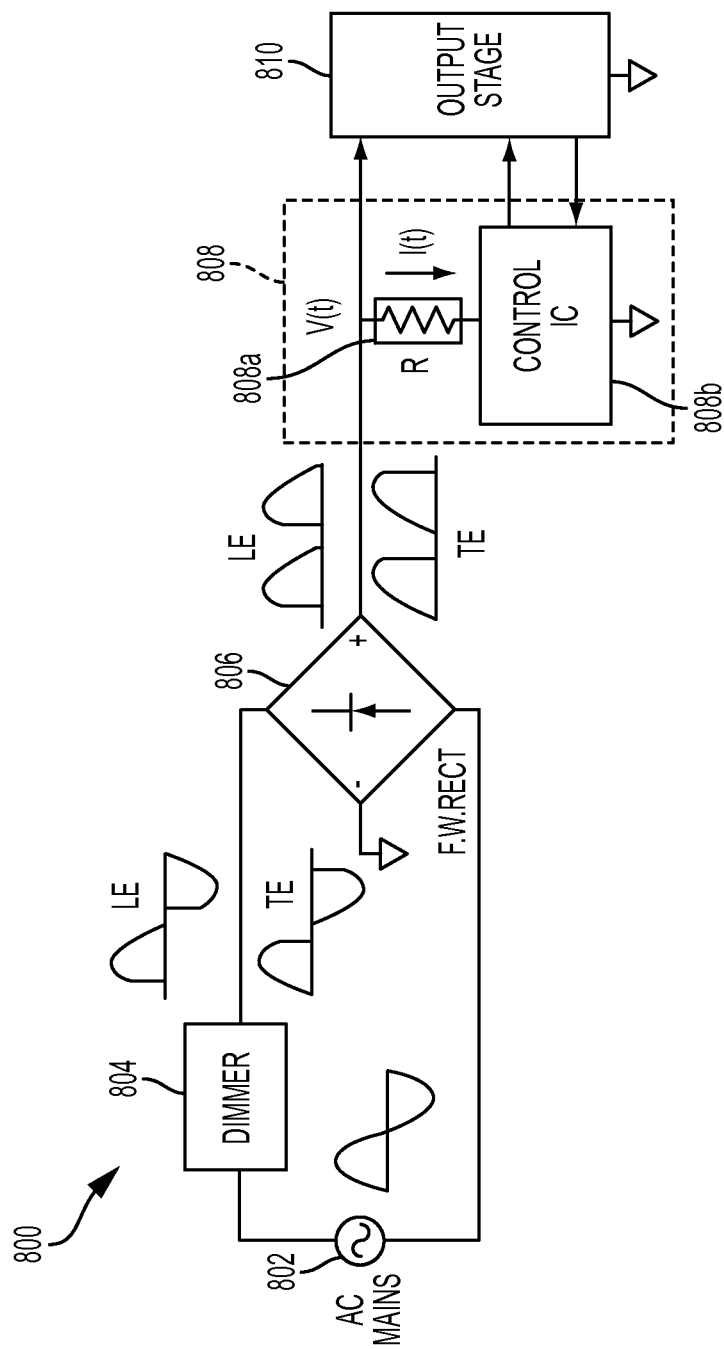 800
802
AC
MAINS
804
DIMMER
LE
TE
806
-
+
F.W.RECT
LE
TE
808
V(t)
808a
R
I(t)
CONTROL
IC
808b
810
OUTPUT
STAGE